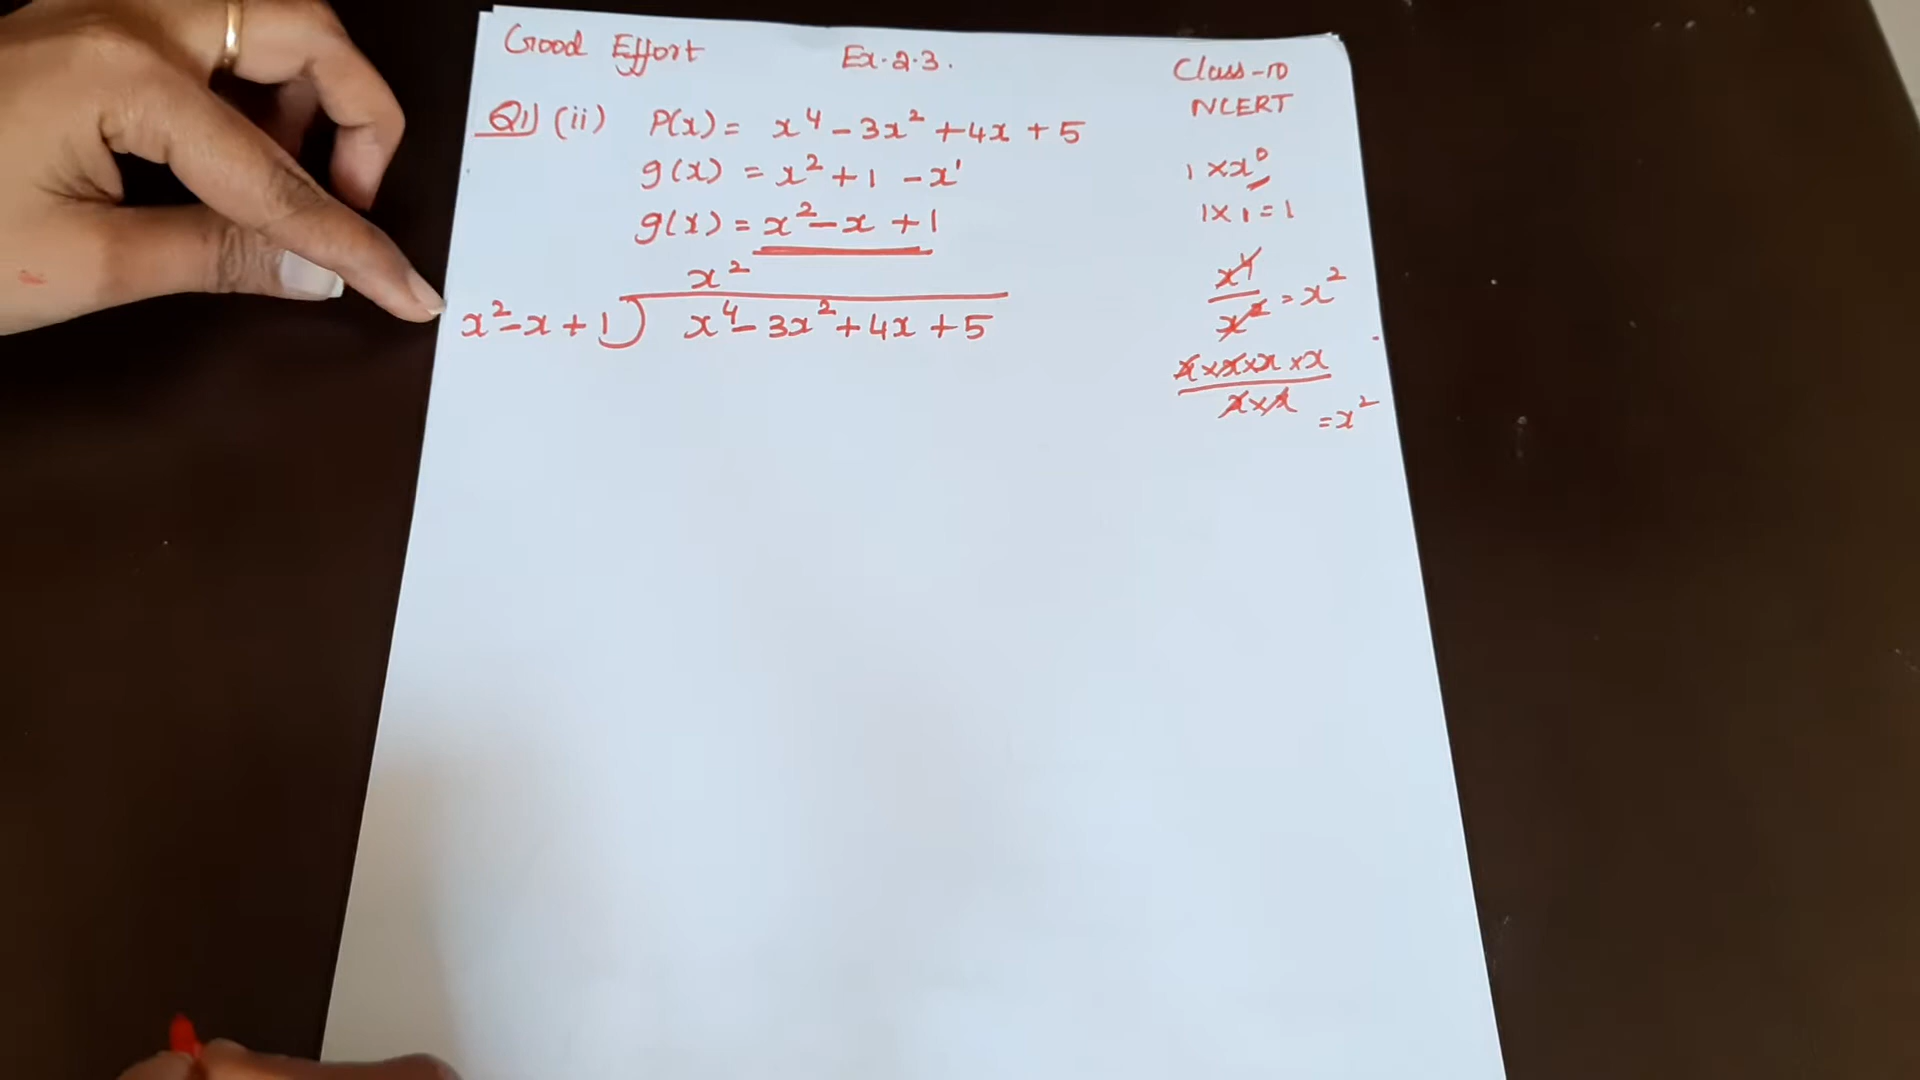 Good Effort Ex.2.3. Class-10
NCERT
Q1) (ii) P(x) = x⁴ - 3x² + 4x + 5
g(x) = x² + 1 - x¹
g(x) = x² - x + 1
x²
x² - x + 1) x⁴ - 3x² + 4x + 5
1 × x⁰
1 × 1 = 1
x⁴/x² = x²
x × x × x × x / x × x = x²